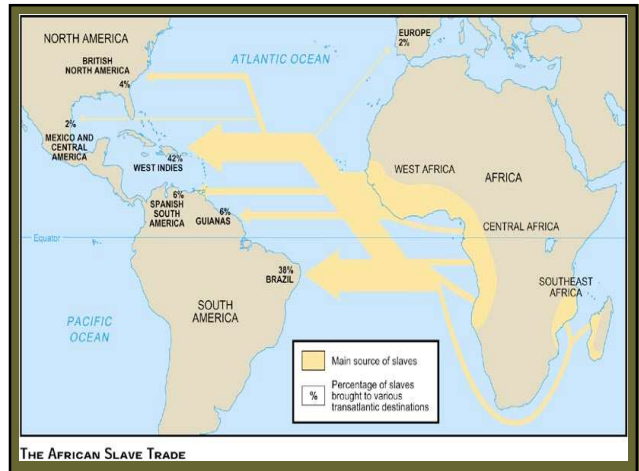 NORTH AMERICA
BRITISH
NORTH AMERICA
4%
2%
MEXICO AND
CENTRAL
AMERICA
ATLANTIC OCEAN
EUROPE
2%
42%
WEST INDIES
6%
SPANISH
SOUTH
AMERICA
6%
GUIANAS
Equator
38%
BRAZIL
SOUTH
AMERICA
PACIFIC
OCEAN
WEST AFRICA
AFRICA
CENTRAL AFRICA
SOUTHEAST
AFRICA
Main source of slaves
%
Percentage of slaves
brought to various
transatlantic destinations
THE AFRICAN SLAVE TRADE